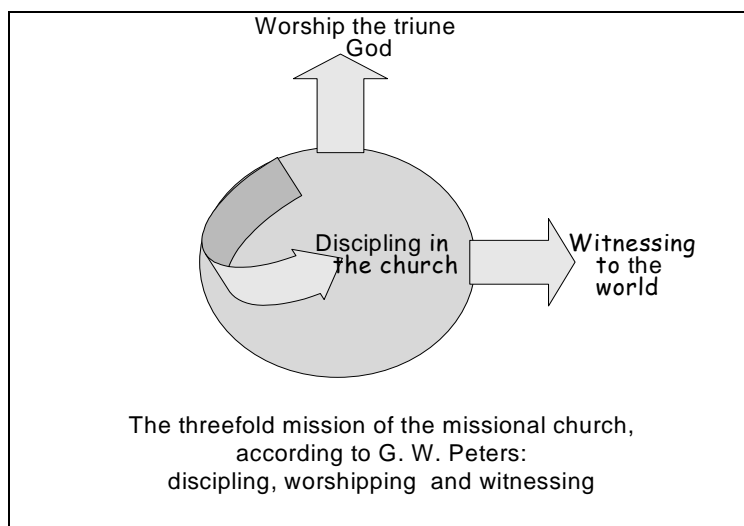 Worship the triune
God
Discipling in
the church
Witnessing
to the
world
The threefold mission of the missional church,
according to G. W. Peters:
discipling, worshipping and witnessing